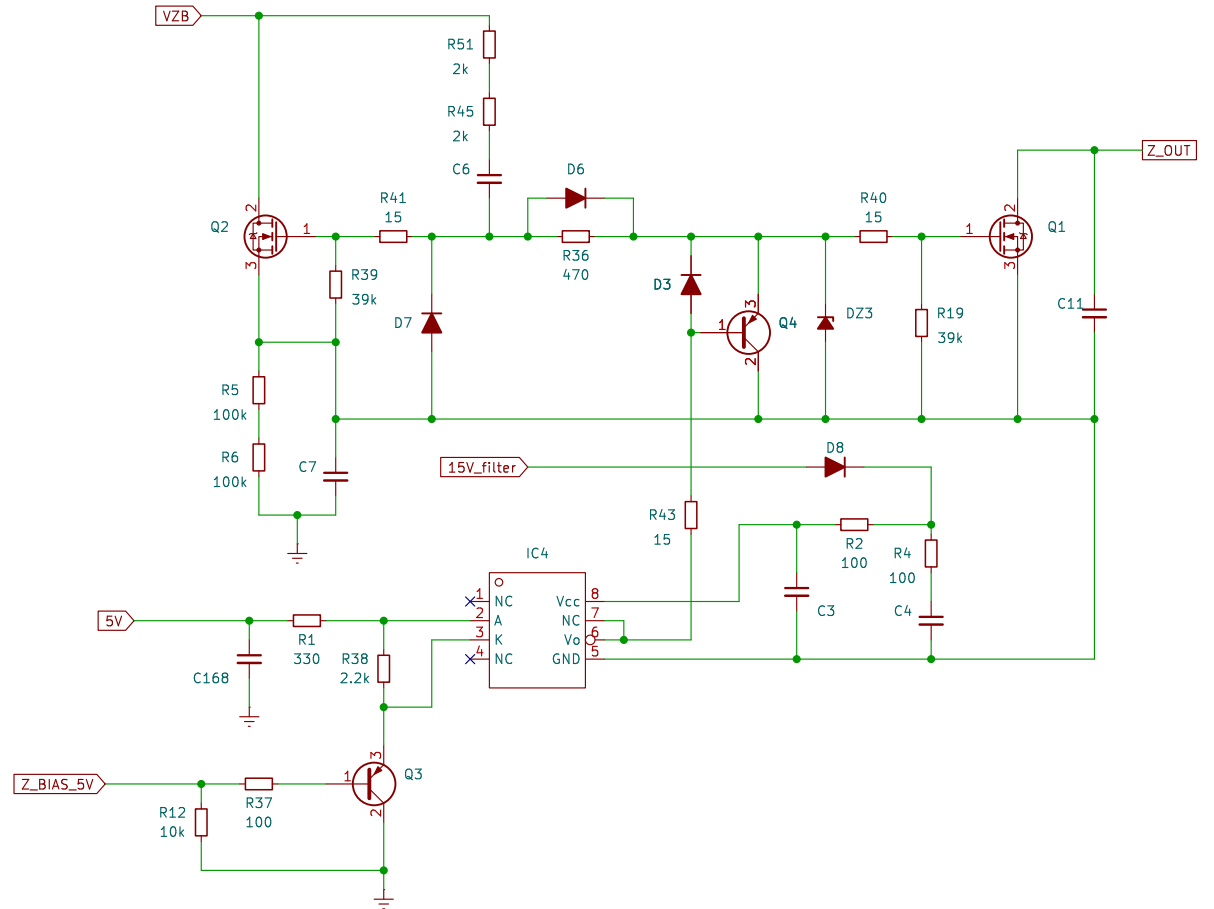 VZB
R51
2k
R45
2k
C6
D6
Z_OUT
R41
15
R40
15
Q2
2
1
3
Q1
2
1
3
R36
470
R39
39k
D3
D7
3
1
2
Q4
DZ3
R19
39k
C11
R5
100k
R6
100k
C7
15V_filter
D8
R43
15
R2
100
R4
100
C3
C4
IC4
1
NC
2
A
3
K
4
NC
Vcc
8
NC
7
Vo
6
GND
5
5V
R1
330
R38
2.2k
C168
Z_BIAS_5V
R37
100
R12
10k
3
1
2
Q3